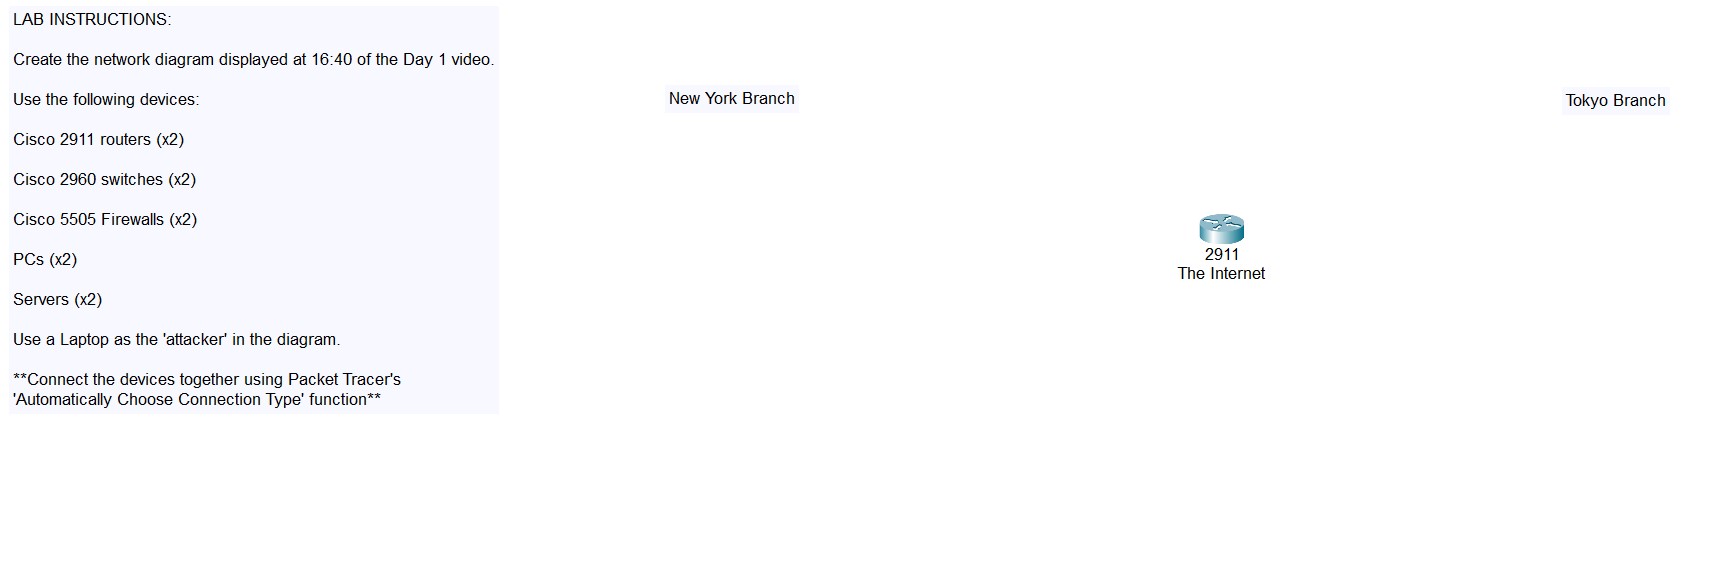 LAB INSTRUCTIONS:
Create the network diagram displayed at 16:40 of the Day 1 video.
Use the following devices:
Cisco 2911 routers (x2)
Cisco 2960 switches (x2)
Cisco 5505 Firewalls (x2)
PCs (x2)
Servers (x2)
Use a Laptop as the 'attacker' in the diagram.
**Connect the devices together using Packet Tracer's
'Automatically Choose Connection Type' function**
New York Branch
2911
The Internet
Tokyo Branch